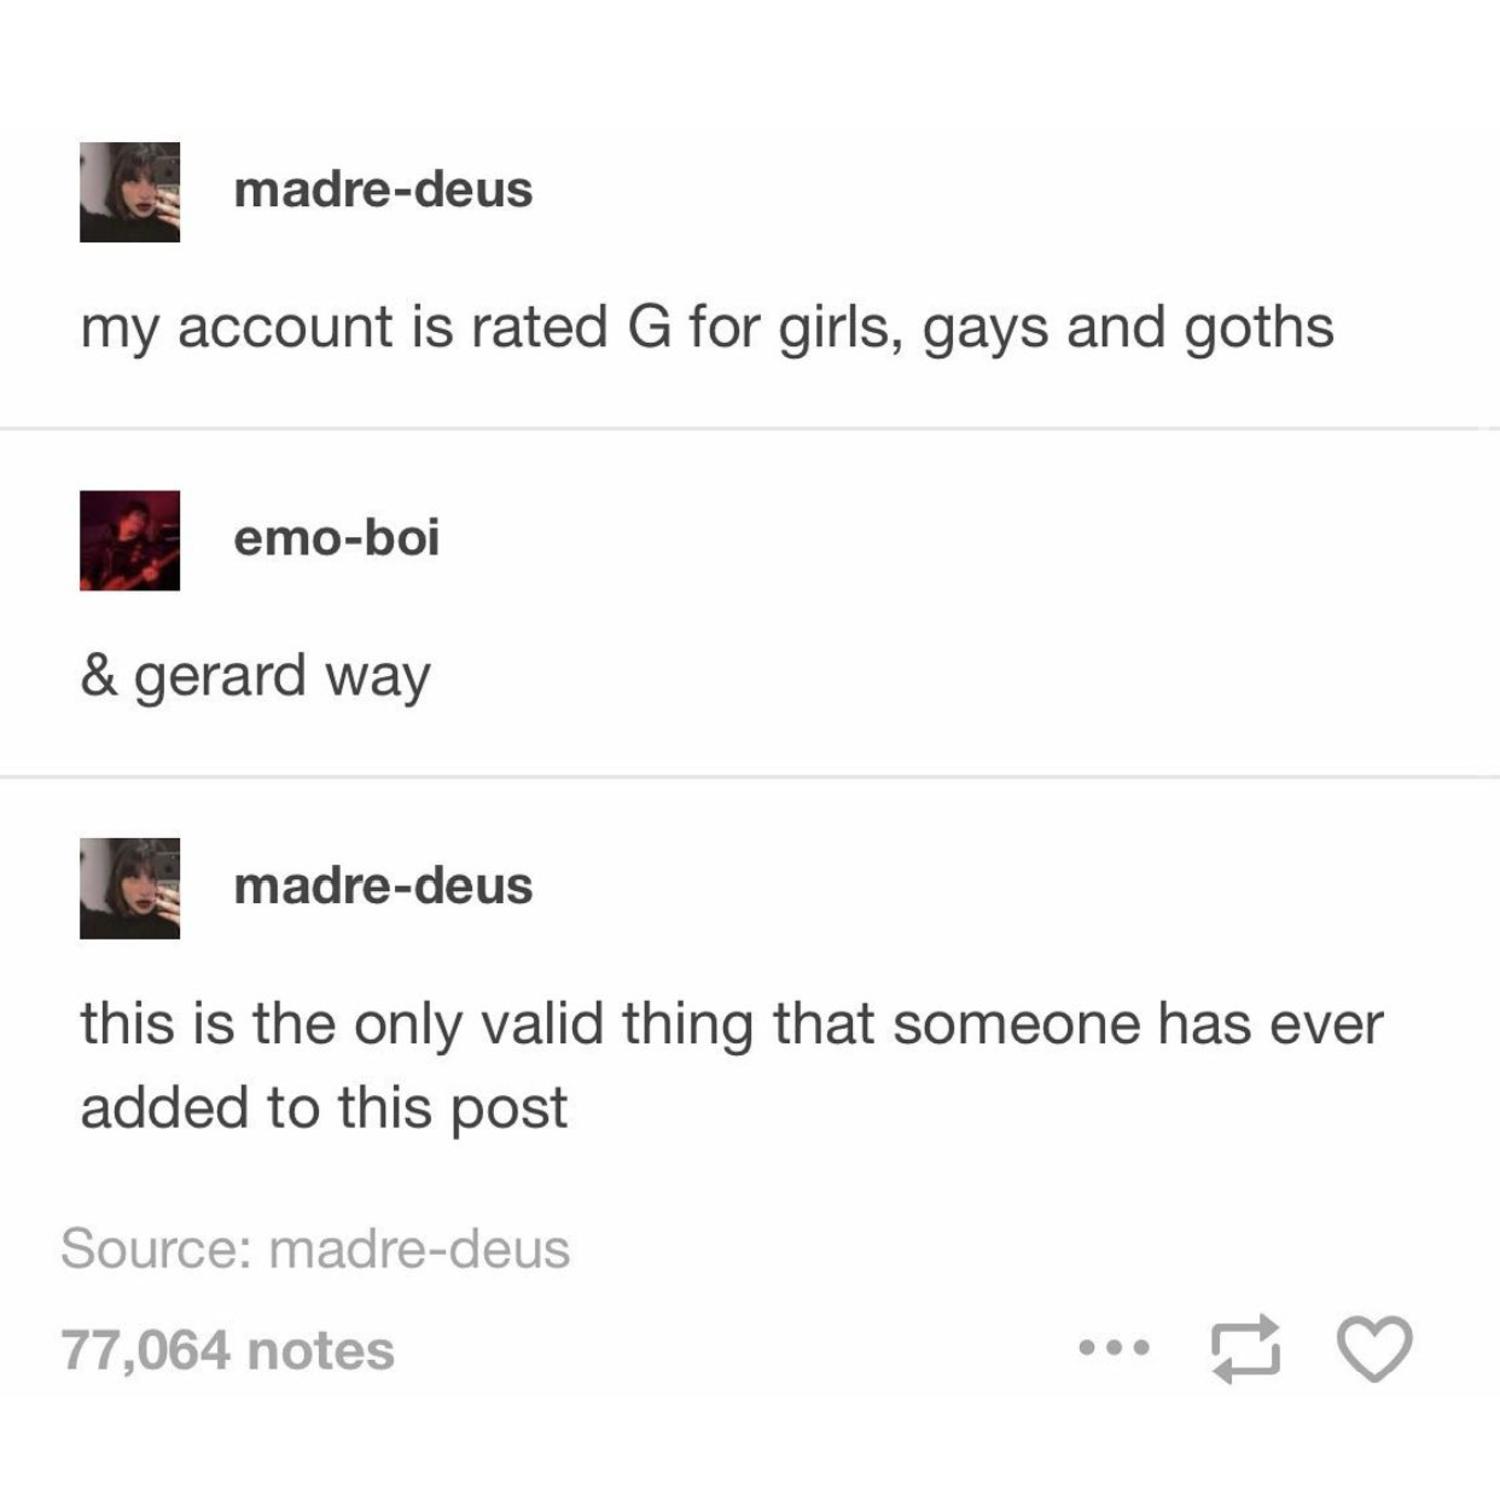 madre-deus
my account is rated G for girls, gays and goths
emo-boi
& gerard way
madre-deus
this is the only valid thing that someone has ever
added to this post
Source: madre-deus
77,064 notes